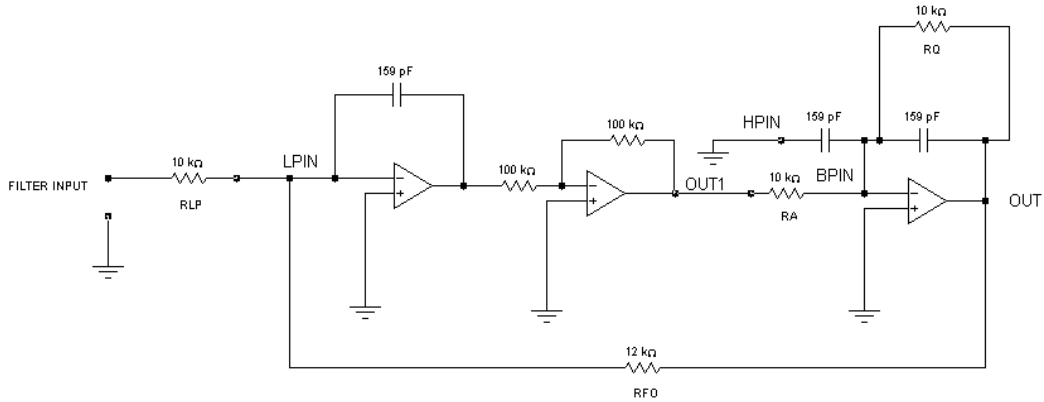 10 kΩ
RQ
159 pF
HPIN
159 pF
159 pF
100 kΩ
LPIN
BPIN
10 kΩ
100 kΩ
10 kΩ
FILTER INPUT
OUT1
RLP
RA
OUT
12 kΩ
RFO